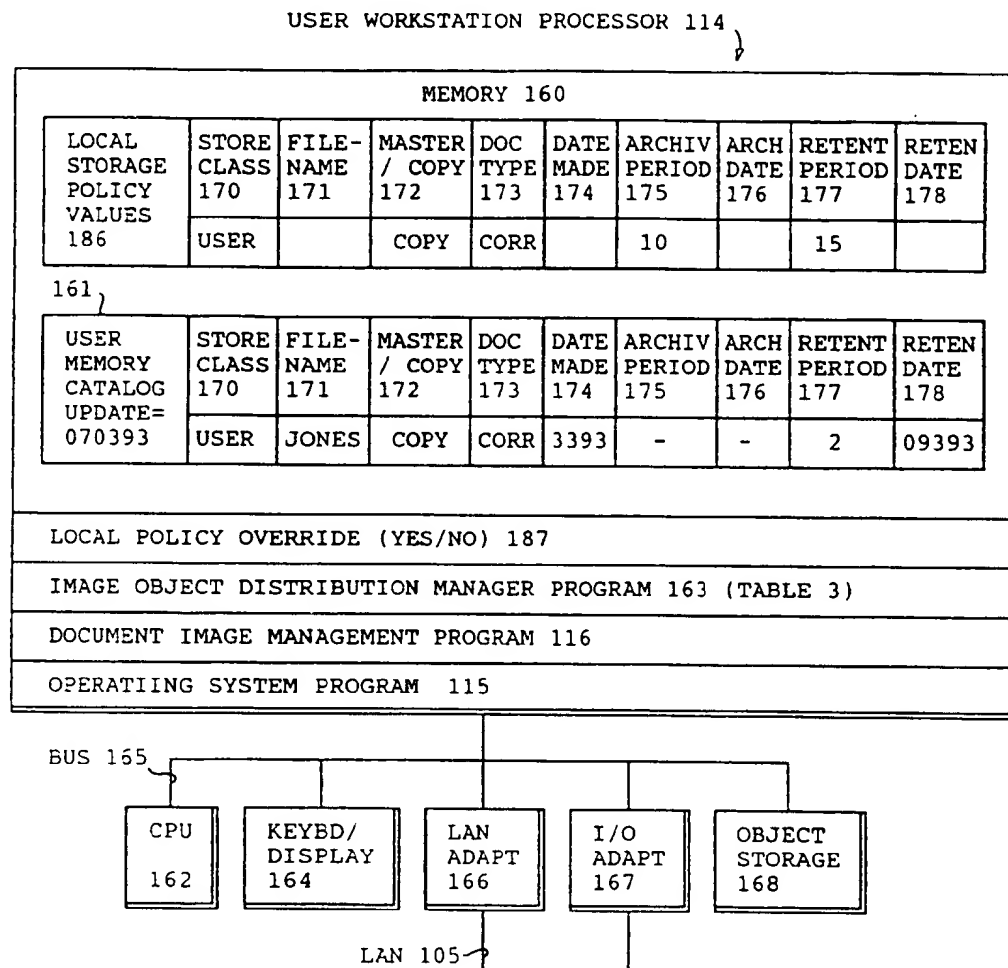 USER WORKSTATION PROCESSOR 114
MEMORY 160
LOCAL STORAGE POLICY VALUES 186
STORE CLASS 170
FILE-NAME 171
MASTER / COPY 172
DOC TYPE 173
DATE MADE 174
ARCHIV PERIOD 175
ARCH DATE 176
RETENT PERIOD 177
RETEN DATE 178
USER COPY CORR 10 15
161
USER MEMORY CATALOG UPDATE= 070393
STORE CLASS 170
FILE-NAME 171
MASTER / COPY 172
DOC TYPE 173
DATE MADE 174
ARCHIV PERIOD 175
ARCH DATE 176
RETENT PERIOD 177
RETEN DATE 178
USER JONES COPY CORR 3393 - - 2 09393
LOCAL POLICY OVERRIDE (YES/NO) 187
IMAGE OBJECT DISTRIBUTION MANAGER PROGRAM 163 (TABLE 3)
DOCUMENT IMAGE MANAGEMENT PROGRAM 116
OPERATIING SYSTEM PROGRAM 115
BUS 165
CPU 162
KEYBD/ DISPLAY 164
LAN ADAPT 166
I/O ADAPT 167
OBJECT STORAGE 168
LAN 105